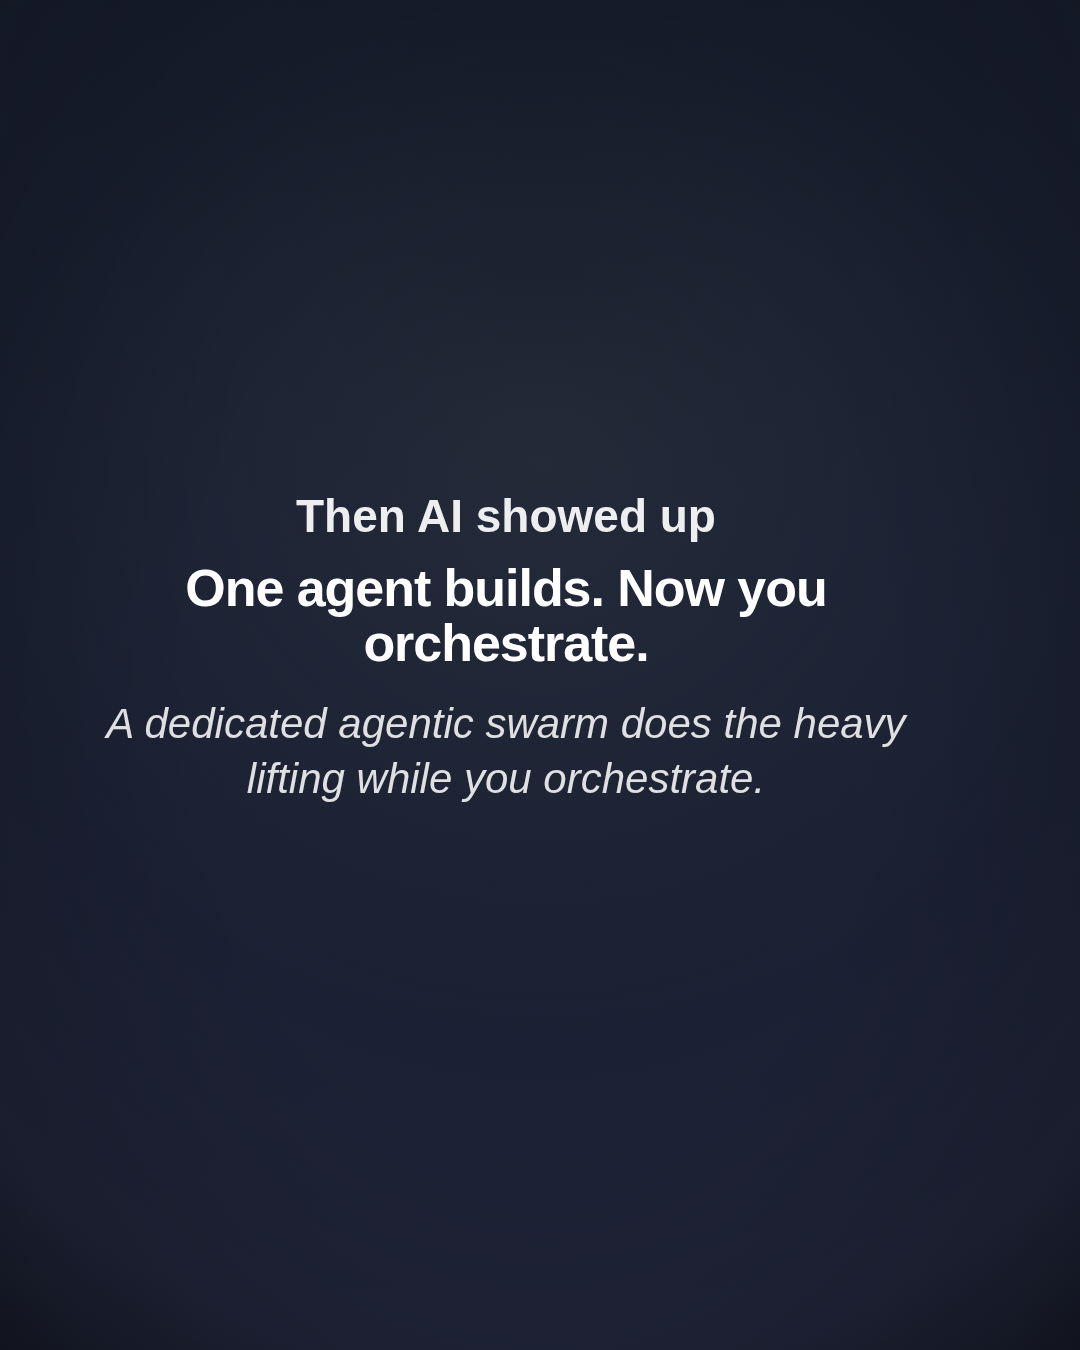 Then AI showed up
One agent builds. Now you
orchestrate.
A dedicated agentic swarm does the heavy
lifting while you orchestrate.